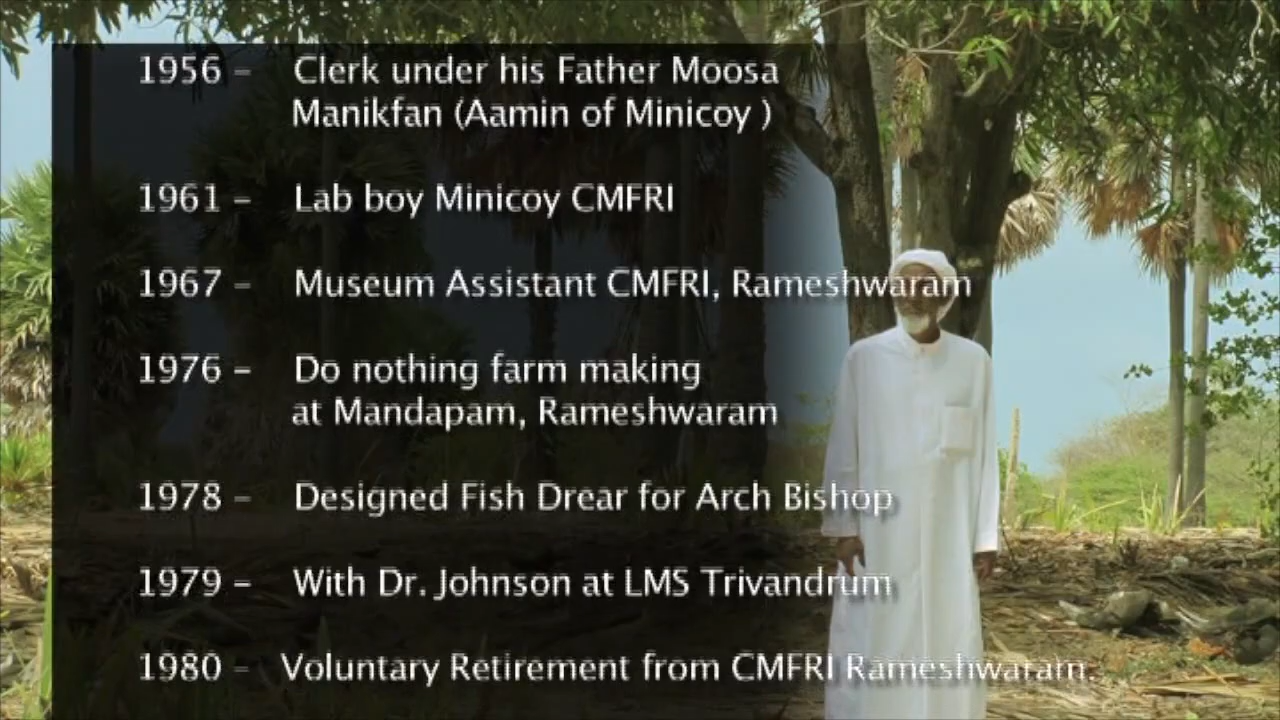 1956 – Clerk under his Father Moosa
Manikfan (Aamin of Minicoy )
1961 – Lab boy Minicoy CMFRI
1967 – Museum Assistant CMFRI, Rameshwaram
1976 – Do nothing farm making
at Mandapam, Rameshwaram
1978 – Designed Fish Drear for Arch Bishop
1979 – With Dr. Johnson at LMS Trivandrum
1980 – Voluntary Retirement from CMFRI Rameshwaram.